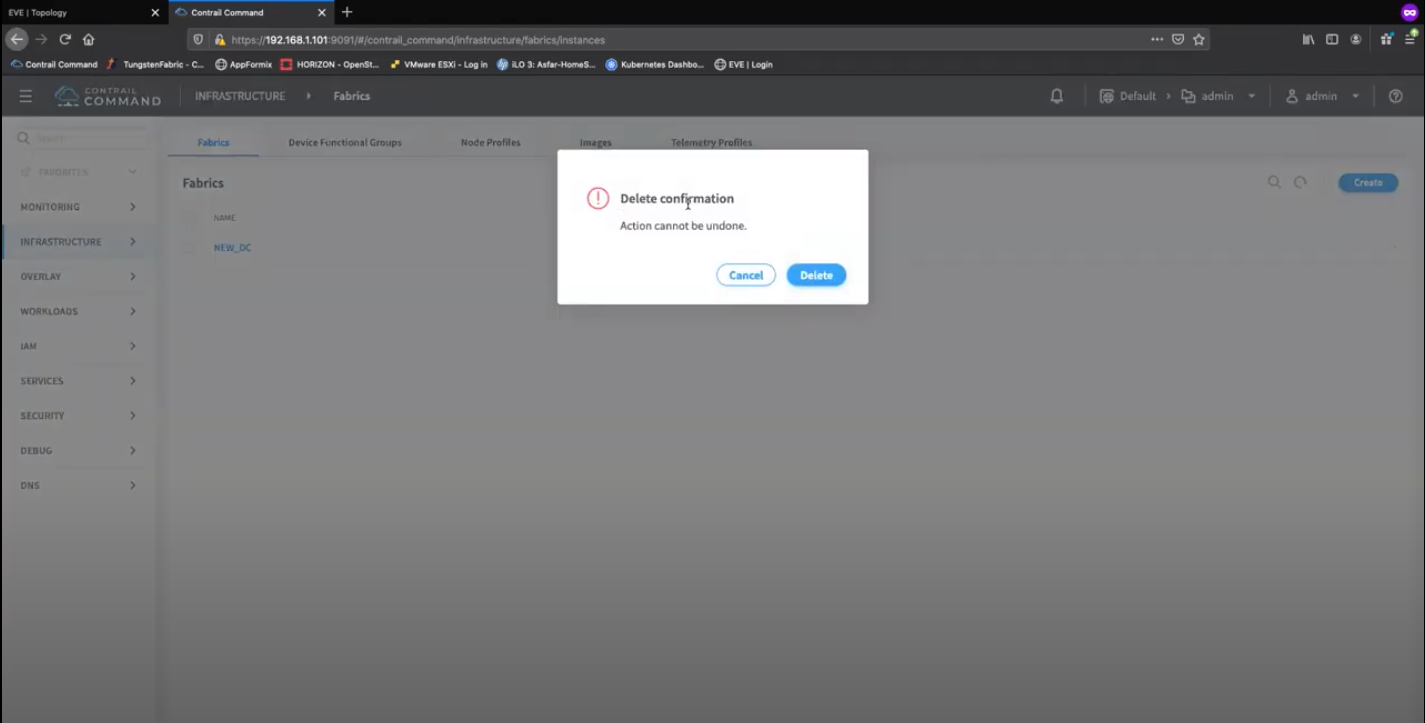 EVE | Topology
Contrail Command
https://192.168.1.101:9091/#/contrail_command/infrastructure/fabrics/instances
Contrail Command TungstenFabric - C... AppFormix HORIZON - OpenSt... VMware ESXi - Log in iLO 3: Asfar-HomeS... Kubernetes Dashbo... EVE | Login
CONTRAIL
COMMAND
INFRASTRUCTURE Fabrics
Default admin admin
Search
FAVORITES
MONITORING
INFRASTRUCTURE
OVERLAY
WORKLOADS
IAM
SERVICES
SECURITY
DEBUG
DNS
Fabrics Device Functional Groups Node Profiles Images Telemetry Profiles
Fabrics
Create
NAME
NEW_DC
Delete confirmation
Action cannot be undone.
Cancel Delete